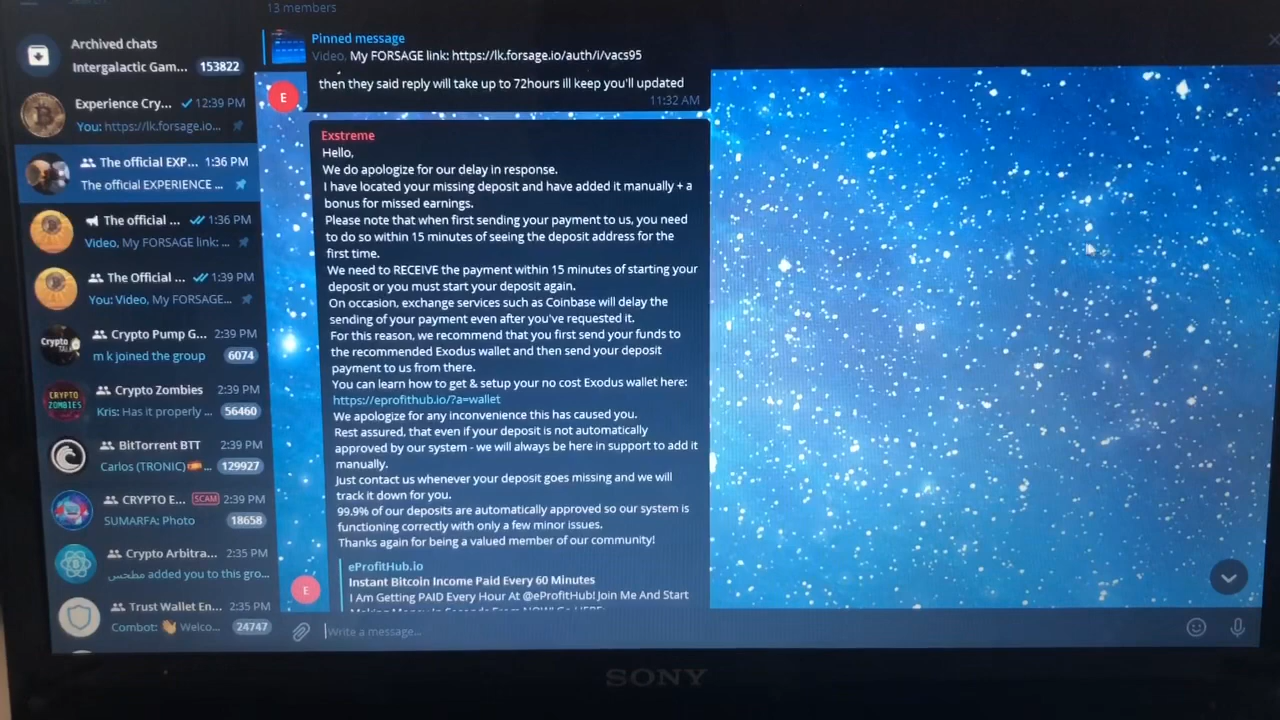 13 members
Archived chats
Intergalactic Gam... 153822
Experience Cry... 12:39 PM
You: https://lk.forsage.io...
The official EXP... 1:36 PM
The official EXPERIENCE ...
The official ... 1:36 PM
Video, My FORSAGE link: ...
The Official ... 1:39 PM
You: Video, My FORSAGE...
Crypto Pump G... 2:39 PM
m k joined the group 6074
Crypto Zombies 2:39 PM
Kris: Has it properly ... 56460
BitTorrent BTT 2:39 PM
Carlos (TRONIC) ... 129927
CRYPTO E... SCAM 2:39 PM
SUMARFA: Photo 18658
Crypto Arbitra... 2:35 PM
مطحس added you to this gro...
Trust Wallet En... 2:35 PM
Combot: 👋 Welco... 24747
CRYPTO
ZOMBIES
Pinned message
Video, My FORSAGE link: https://lk.forsage.io/auth/i/vacs95
then they said reply will take up to 72hours ill keep you'll updated
11:32 AM
E
Exstreme
Hello,
We do apologize for our delay in response.
I have located your missing deposit and have added it manually + a
bonus for missed earnings.
Please note that when first sending your payment to us, you need
to do so within 15 minutes of seeing the deposit address for the
first time.
We need to RECEIVE the payment within 15 minutes of starting your
deposit or you must start your deposit again.
On occasion, exchange services such as Coinbase will delay the
sending of your payment even after you've requested it.
For this reason, we recommend that you first send your funds to
the recommended Exodus wallet and then send your deposit
payment to us from there.
You can learn how to get & setup your no cost Exodus wallet here:
https://eprofithub.io/?a=wallet
We apologize for any inconvenience this has caused you.
Rest assured, that even if your deposit is not automatically
approved by our system - we will always be here in support to add it
manually.
Just contact us whenever your deposit goes missing and we will
track it down for you.
99.9% of our deposits are automatically approved so our system is
functioning correctly with only a few minor issues.
Thanks again for being a valued member of our community!
eProfitHub.io
Instant Bitcoin Income Paid Every 60 Minutes
I Am Getting PAID Every Hour At @eProfitHub! Join Me And Start
Making Money In Seconds From NOW! Go HERE:
E
Write a message...
SONY